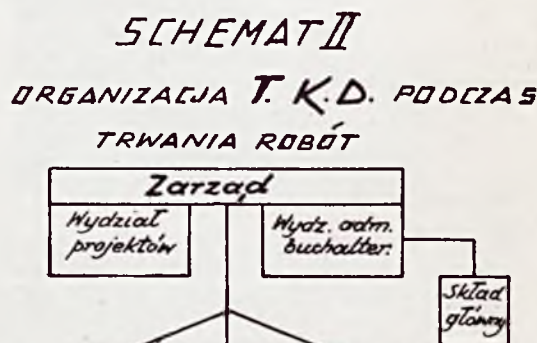 SCHEMAT II
ORGANIZACJA T. K.D. PODCZAS
TRWANIA ROBÓT
Zarząd
Wydział
projektów
Wydz. adm.
buchalter.
Skład
główny